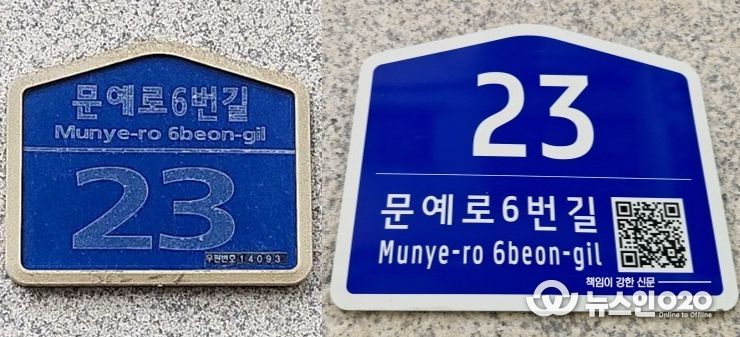 문예로6번길
Munye-ro 6beon-gil
23
우편번호 14093
23
문예로6번길
Munye-ro 6beon-gil
책임이 강한 신문
뉴스인020
Online to Offline